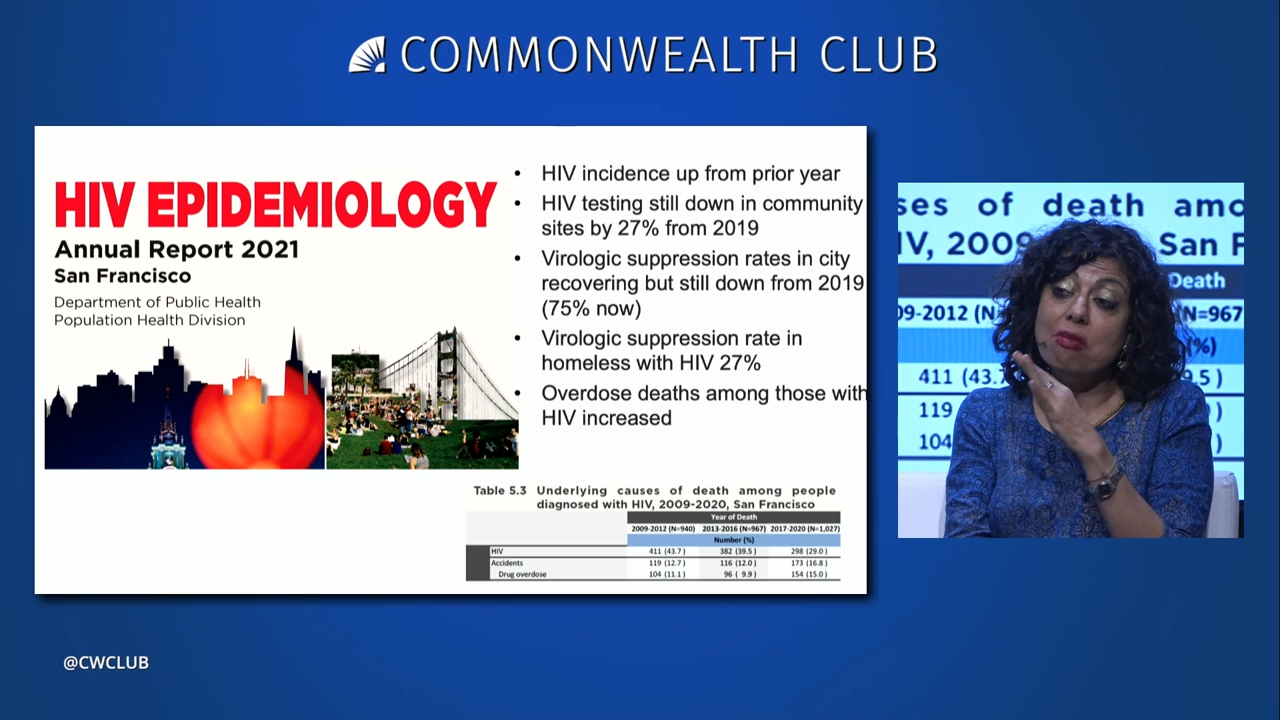 COMMONWEALTH CLUB
HIV EPIDEMIOLOGY
Annual Report 2021
San Francisco
Department of Public Health
Population Health Division
• HIV incidence up from prior year
• HIV testing still down in community
sites by 27% from 2019
• Virologic suppression rates in city
recovering but still down from 2019
(75% now)
• Virologic suppression rate in
homeless with HIV 27%
• Overdose deaths among those with
HIV increased
Table 5.3 Underlying causes of death among people
diagnosed with HIV, 2009-2020, San Francisco
Year of Death
2009-2012 (N=940) 2013-2016 (N=967) 2017-2020 (N=1,027)
Number (%)
HIV 411 (43.7) 382 (39.5) 298 (29.0)
Accidents 119 (12.7) 116 (12.0) 173 (16.8)
Drug overdose 104 (11.1) 96 ( 9.9) 154 (15.0)
ses of death amo
IV, 2009 San F
Death
09-2012 (N N=967
(%)
411 (43.7 9.5 )
119 )
104 )
@CWCLUB